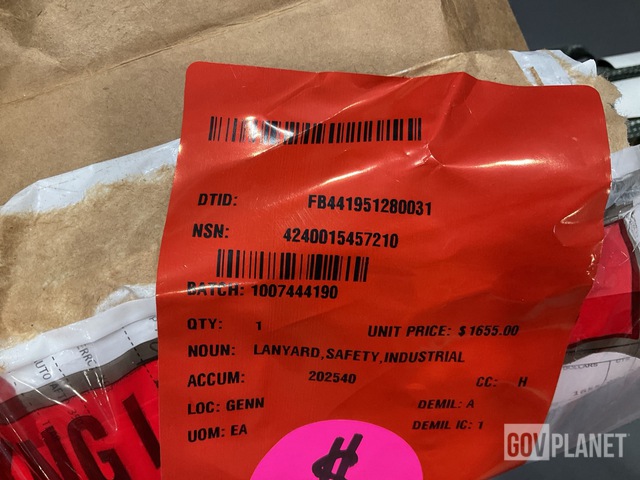 DTID: FB441951280031
NSN: 4240015457210
BATCH: 1007444190
QTY: 1 UNIT PRICE: $1655.00
NOUN: LANYARD,SAFETY,INDUSTRIAL
ACCUM: 202540 CC: H
LOC: GENN DEMIL: A
UOM: EA DEMIL IC: 1
GOVPLANET